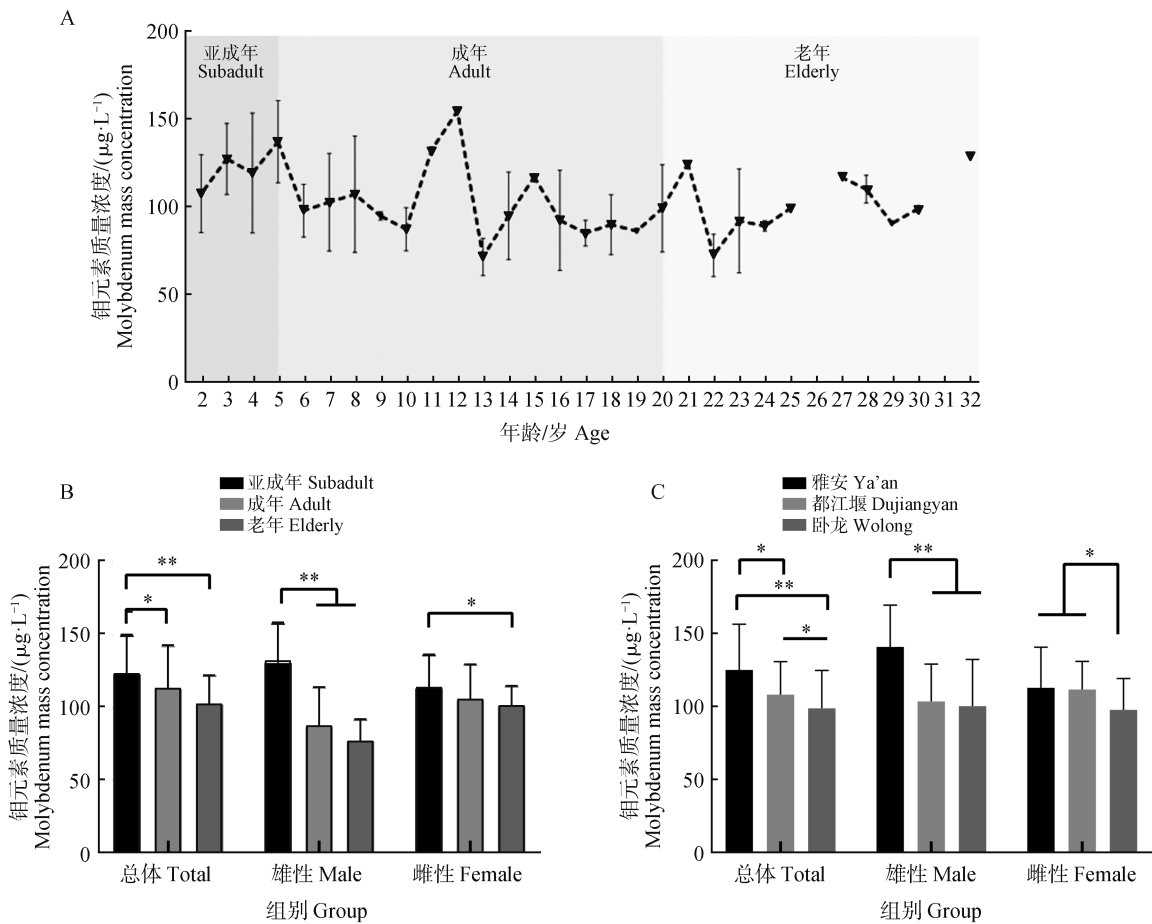 A
200
150
100
50
0
钼元素质量浓度/(μg·L⁻¹)
Molybdenum mass concentration
亚成年
Subadult
成年
Adult
老年
Elderly
2 3 4 5 6 7 8 9 10 11 12 13 14 15 16 17 18 19 20 21 22 23 24 25 26 27 28 29 30 31 32
年龄/岁 Age
B
亚成年 Subadult
成年 Adult
老年 Elderly
200
150
100
50
0
钼元素质量浓度/(μg·L⁻¹)
Molybdenum mass concentration
**
*
**
*
总体 Total 雄性 Male 雌性 Female
组别 Group
C
雅安 Ya'an
都江堰 Dujiangyan
卧龙 Wolong
200
150
100
50
0
钼元素质量浓度/(μg·L⁻¹)
Molybdenum mass concentration
*
**
*
**
*
总体 Total 雄性 Male 雌性 Female
组别 Group